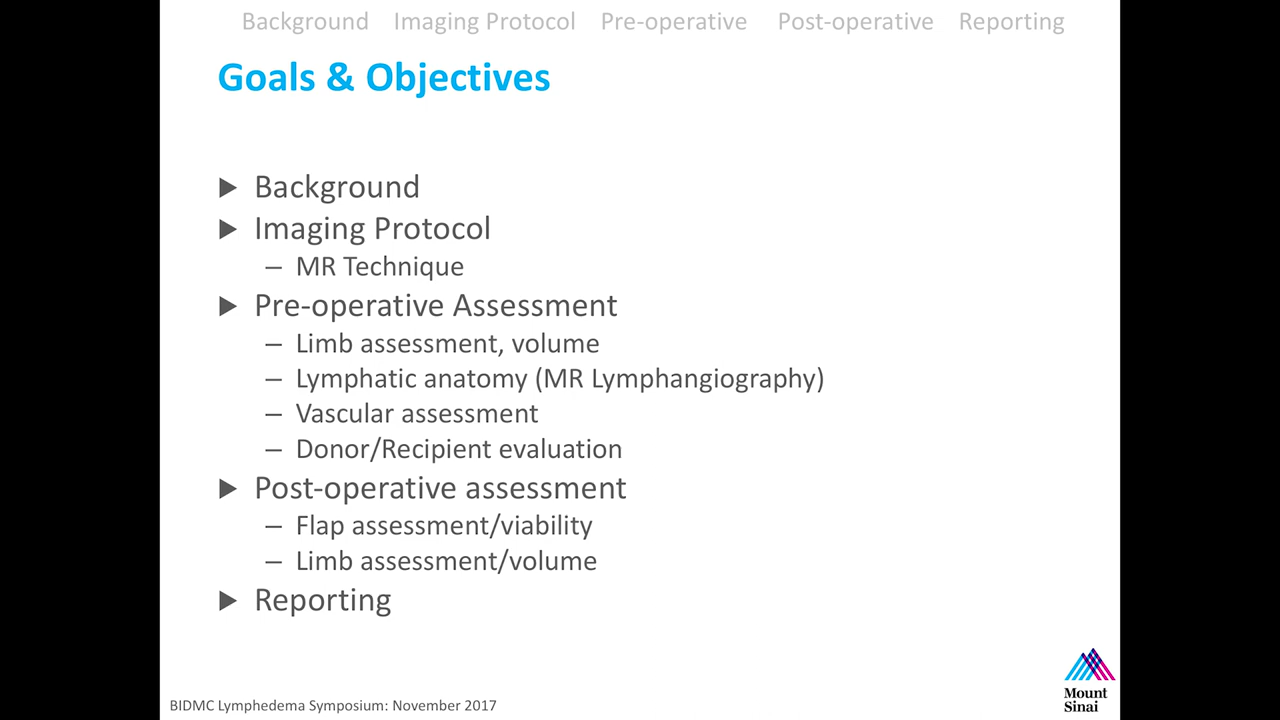 Background Imaging Protocol Pre-operative Post-operative Reporting
Goals & Objectives
Background
Imaging Protocol
– MR Technique
Pre-operative Assessment
– Limb assessment, volume
– Lymphatic anatomy (MR Lymphangiography)
– Vascular assessment
– Donor/Recipient evaluation
Post-operative assessment
– Flap assessment/viability
– Limb assessment/volume
Reporting
BIDMC Lymphedema Symposium: November 2017
Mount
Sinai